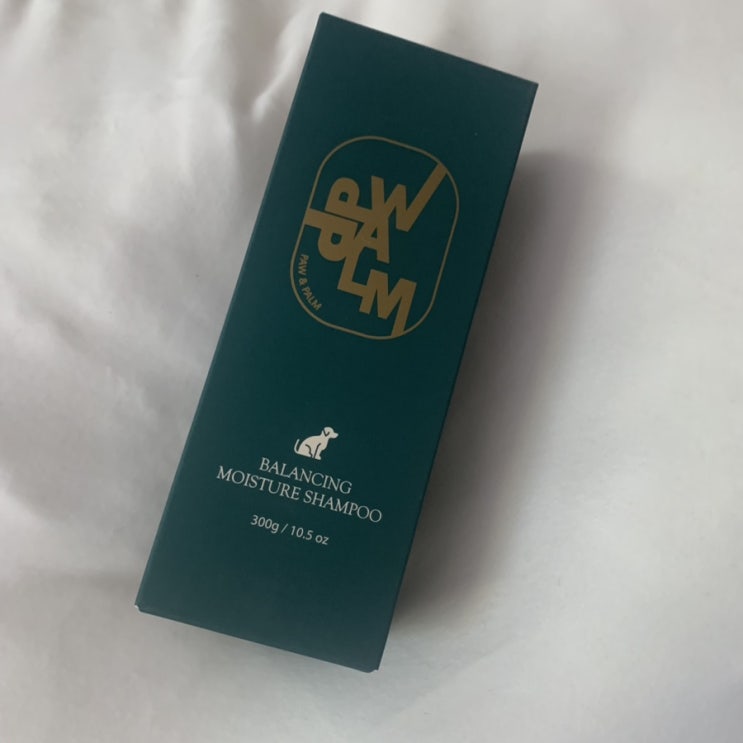 PAW
PALM
PAW & PALM
BALANCING
MOISTURE SHAMPOO
300g / 10.5 oz